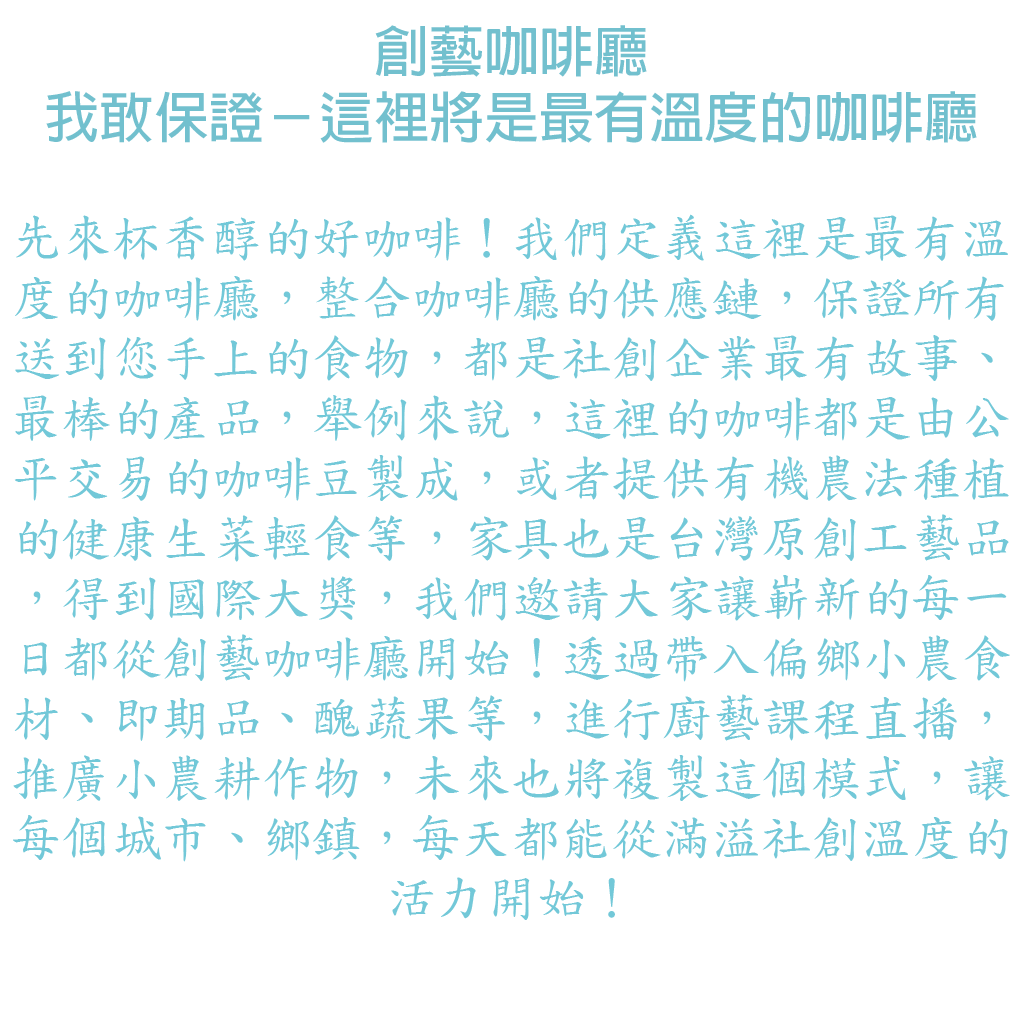 創藝咖啡廳
我敢保證－這裡將是最有溫度的咖啡廳
先來杯香醇的好咖啡！我們定義這裡是最有溫
度的咖啡廳，整合咖啡廳的供應鏈，保證所有
送到您手上的食物，都是社創企業最有故事、
最棒的產品，舉例來說，這裡的咖啡都是由公
平交易的咖啡豆製成，或者提供有機農法種植
的健康生菜輕食等，家具也是台灣原創工藝品
，得到國際大獎，我們邀請大家讓嶄新的每一
日都從創藝咖啡廳開始！透過帶入偏鄉小農食
材、即期品、醜蔬果等，進行廚藝課程直播，
推廣小農耕作物，未來也將複製這個模式，讓
每個城市、鄉鎮，每天都能從滿溢社創溫度的
活力開始！